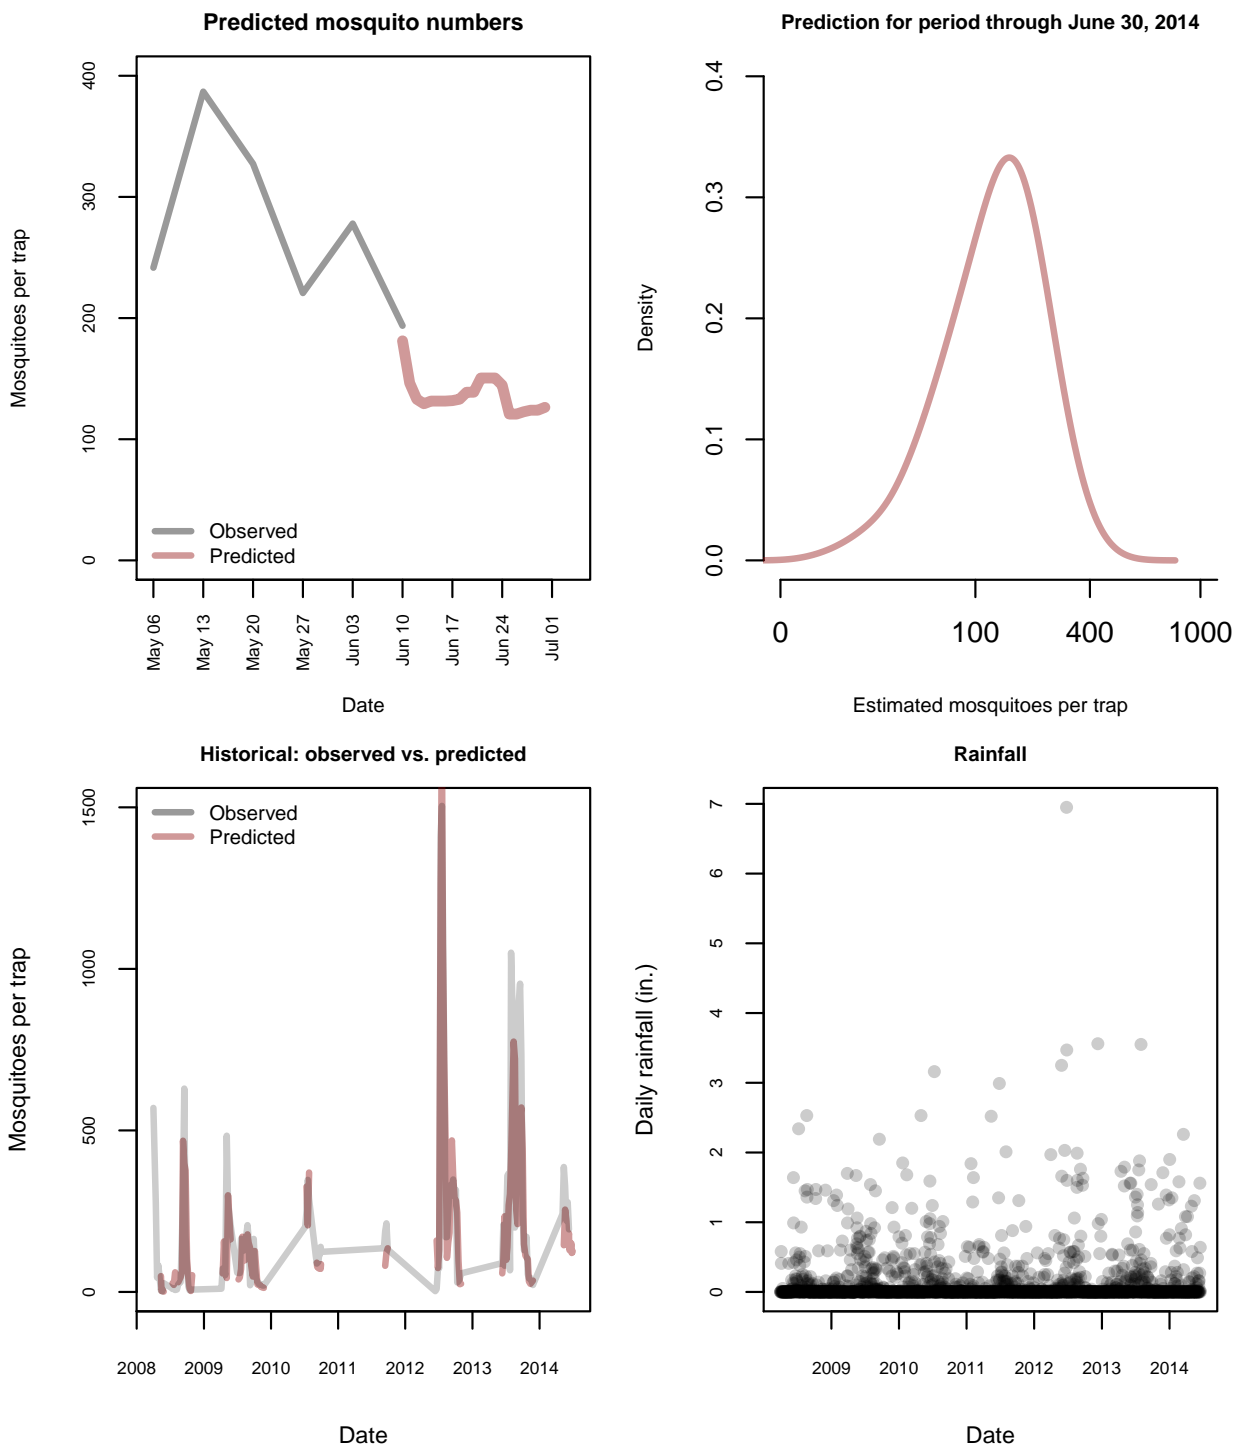 Predicted mosquito numbers
Mosquitoes per trap
400
300
200
100
0
Observed
Predicted
May 06
May 13
May 20
May 27
Jun 03
Jun 10
Jun 17
Jun 24
Jul 01
Date
Prediction for period through June 30, 2014
Density
0.4
0.3
0.2
0.1
0.0
0
100
400
1000
Estimated mosquitoes per trap
Historical: observed vs. predicted
Mosquitoes per trap
1500
1000
500
0
Observed
Predicted
2008
2009
2010
2011
2012
2013
2014
Date
Rainfall
Daily rainfall (in.)
7
6
5
4
3
2
1
0
2009
2010
2011
2012
2013
2014
Date